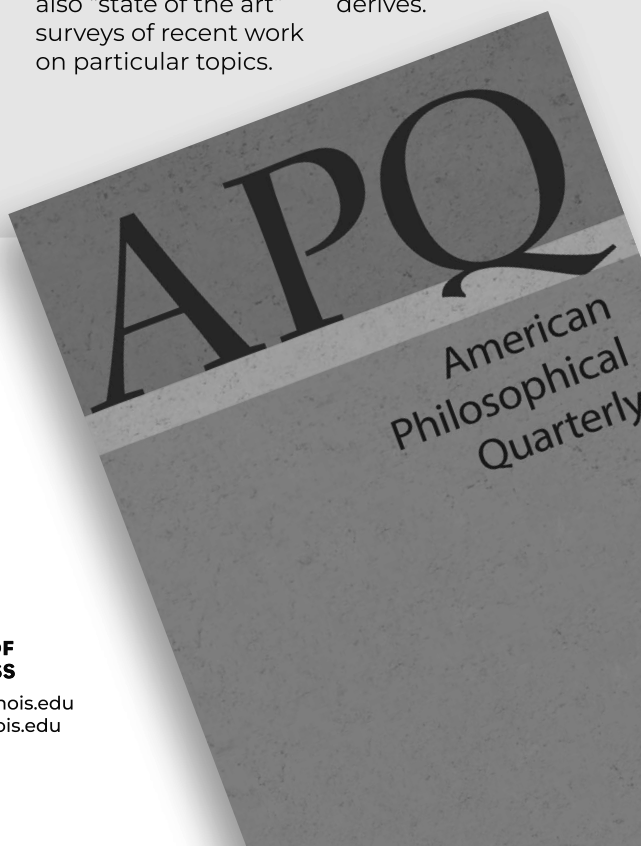 also "state of the art"
surveys of recent work
on particular topics.
derives.
APQ
American
Philosophical
Quarterly
OF
SS
nois.edu
ois.edu